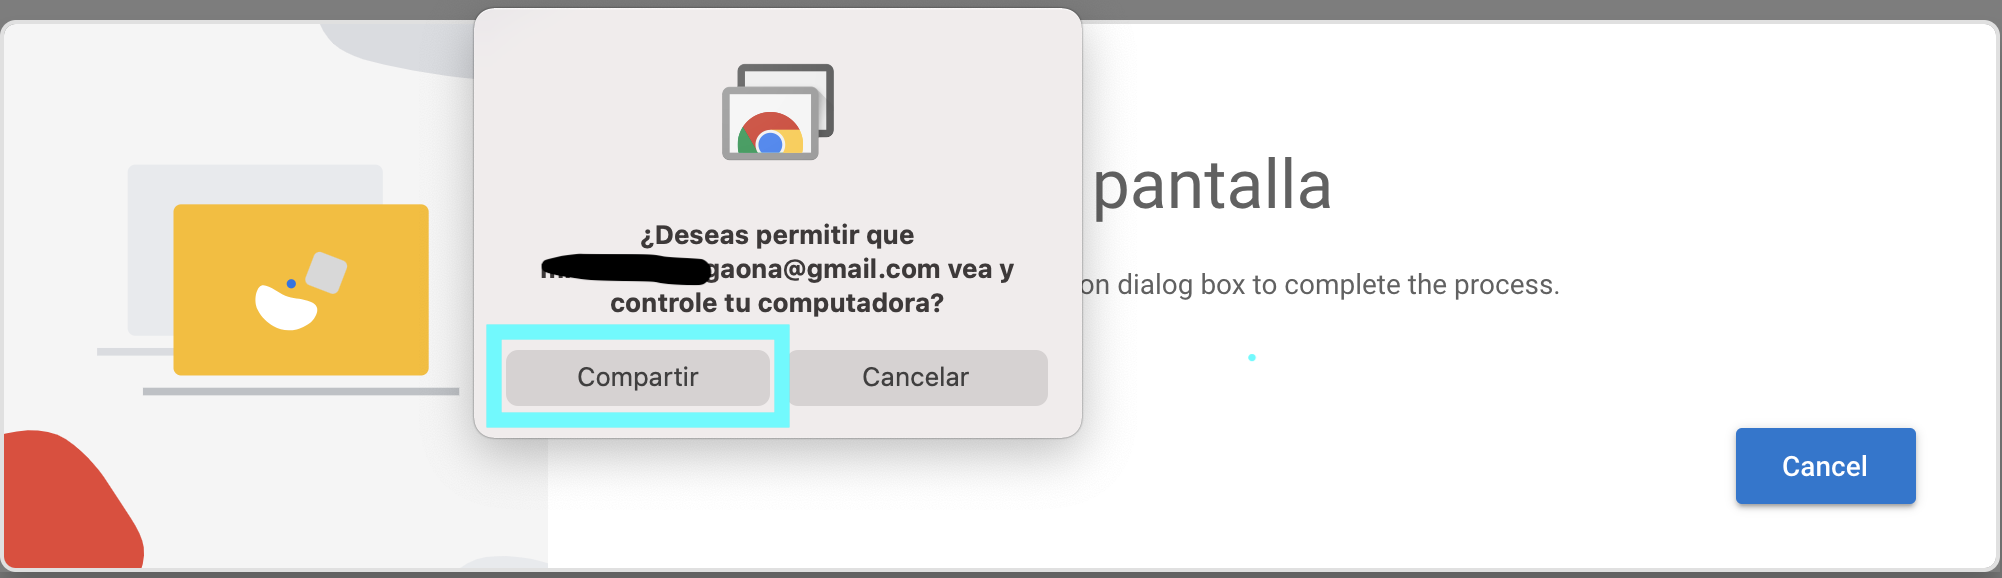 ¿Deseas permitir que
gaona@gmail.com vea y
controle tu computadora?
Compartir
Cancelar
pantalla
on dialog box to complete the process.
Cancel